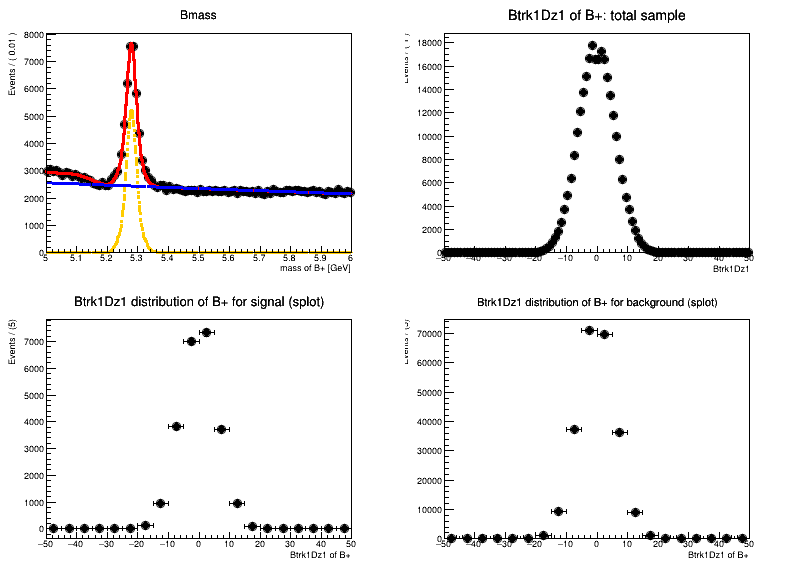 Bmass
Events / ( 0.01 )
8000
7000
6000
5000
4000
3000
2000
1000
0
5 5.1 5.2 5.3 5.4 5.5 5.6 5.7 5.8 5.9 6
mass of B+ [GeV]
Btrk1Dz1 of B+: total sample
Events / ( 1 )
18000
16000
14000
12000
10000
8000
6000
4000
2000
0
−50 −40 −30 −20 −10 0 10 20 30 40 50
Btrk1Dz1
Btrk1Dz1 distribution of B+ for signal (splot)
Events / (5)
7000
6000
5000
4000
3000
2000
1000
0
−50 −40 −30 −20 −10 0 10 20 30 40 50
Btrk1Dz1 of B+
Btrk1Dz1 distribution of B+ for background (splot)
Events / (5)
70000
60000
50000
40000
30000
20000
10000
0
−50 −40 −30 −20 −10 0 10 20 30 40 50
Btrk1Dz1 of B+